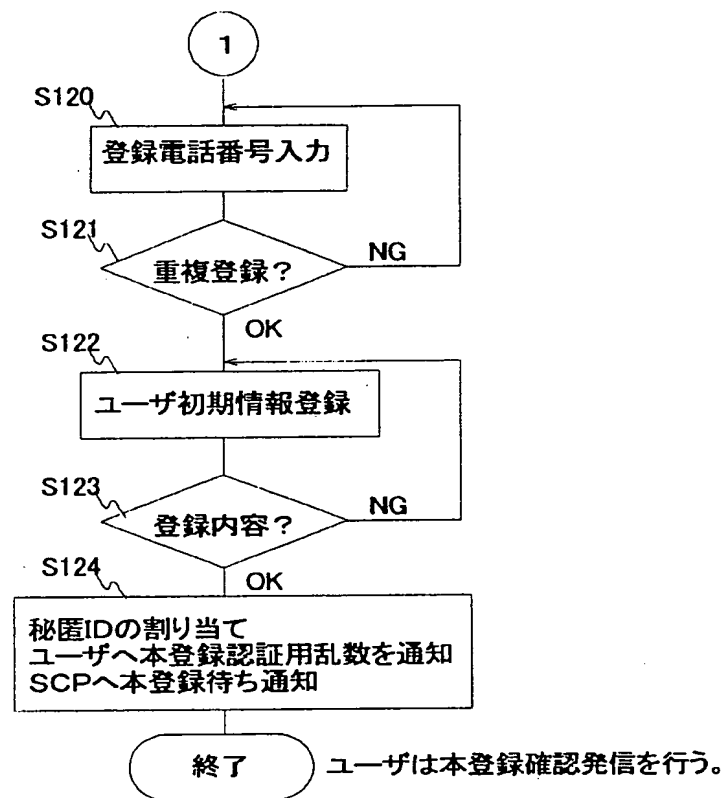 1
S120
登録電話番号入力
S121
重複登録？
NG
OK
S122
ユーザ初期情報登録
S123
登録内容？
NG
OK
S124
秘匿IDの割り当て
ユーザへ本登録認証用乱数を通知
SCPへ本登録待ち通知
終了
ユーザは本登録確認発信を行う。